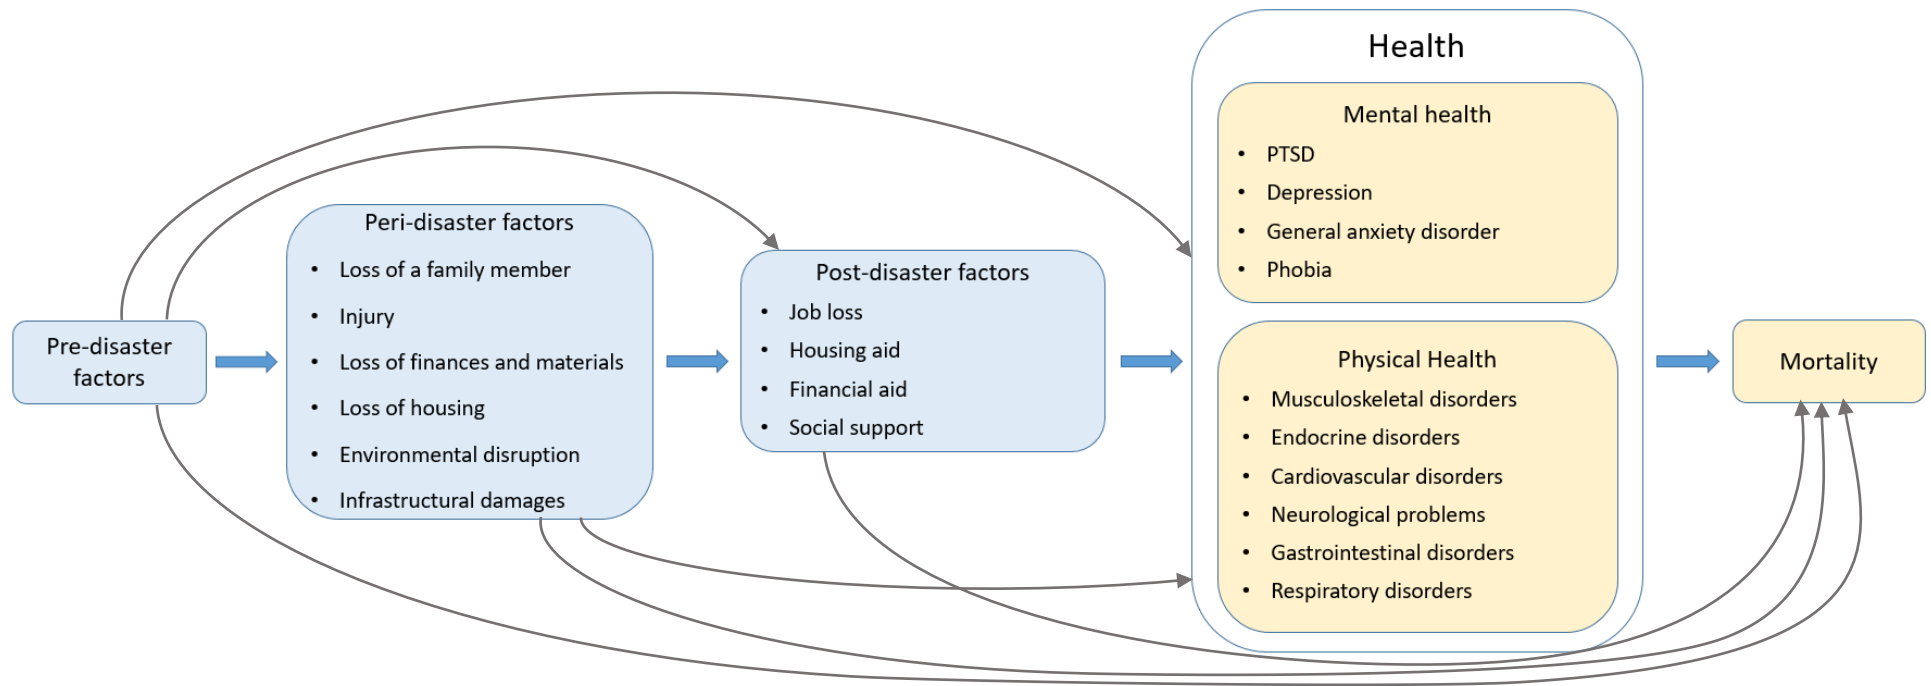 Pre-disaster
factors
Peri-disaster factors
• Loss of a family member
• Injury
• Loss of finances and materials
• Loss of housing
• Environmental disruption
• Infrastructural damages
Post-disaster factors
• Job loss
• Housing aid
• Financial aid
• Social support
Health
Mental health
• PTSD
• Depression
• General anxiety disorder
• Phobia
Physical Health
• Musculoskeletal disorders
• Endocrine disorders
• Cardiovascular disorders
• Neurological problems
• Gastrointestinal disorders
• Respiratory disorders
Mortality